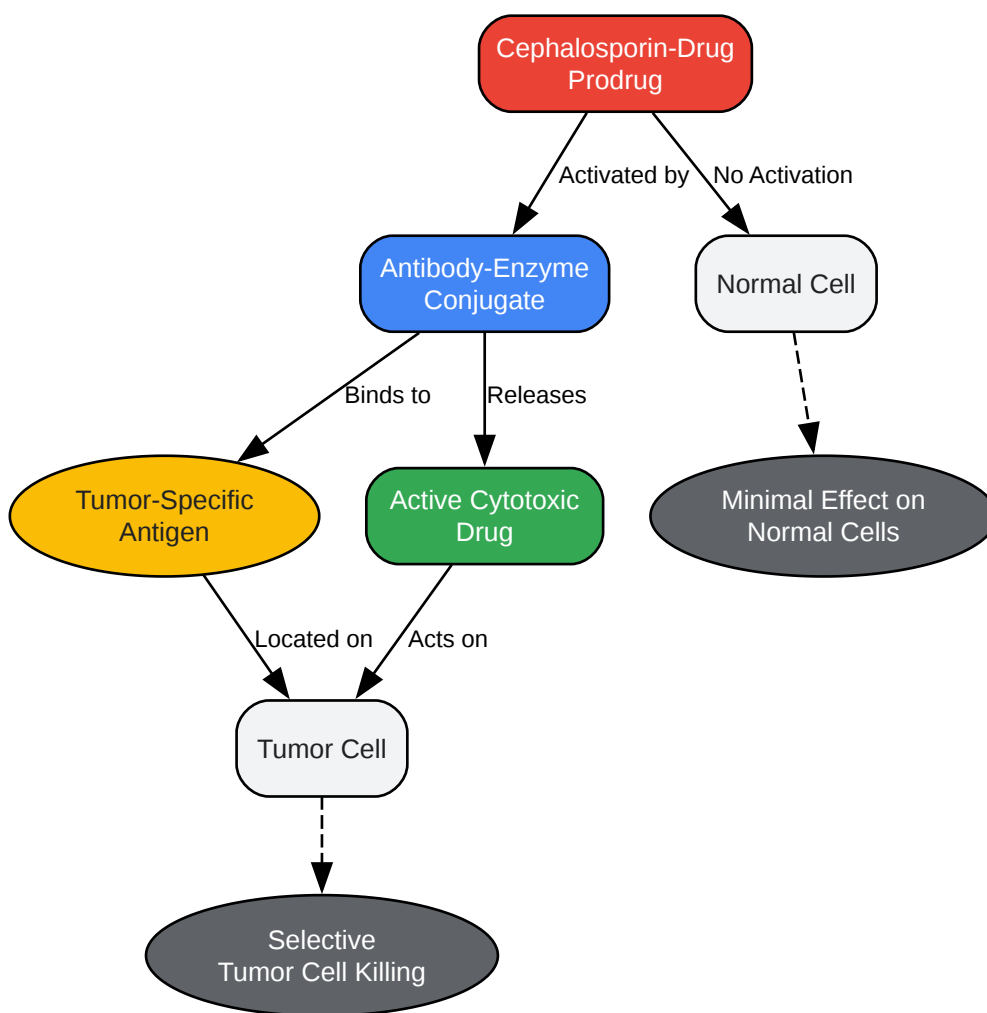 Cephalosporin-Drug
Prodrug
Activated by
No Activation
Antibody-Enzyme
Conjugate
Normal Cell
Binds to
Releases
Tumor-Specific
Antigen
Active Cytotoxic
Drug
Minimal Effect on
Normal Cells
Located on
Acts on
Tumor Cell
Selective
Tumor Cell Killing